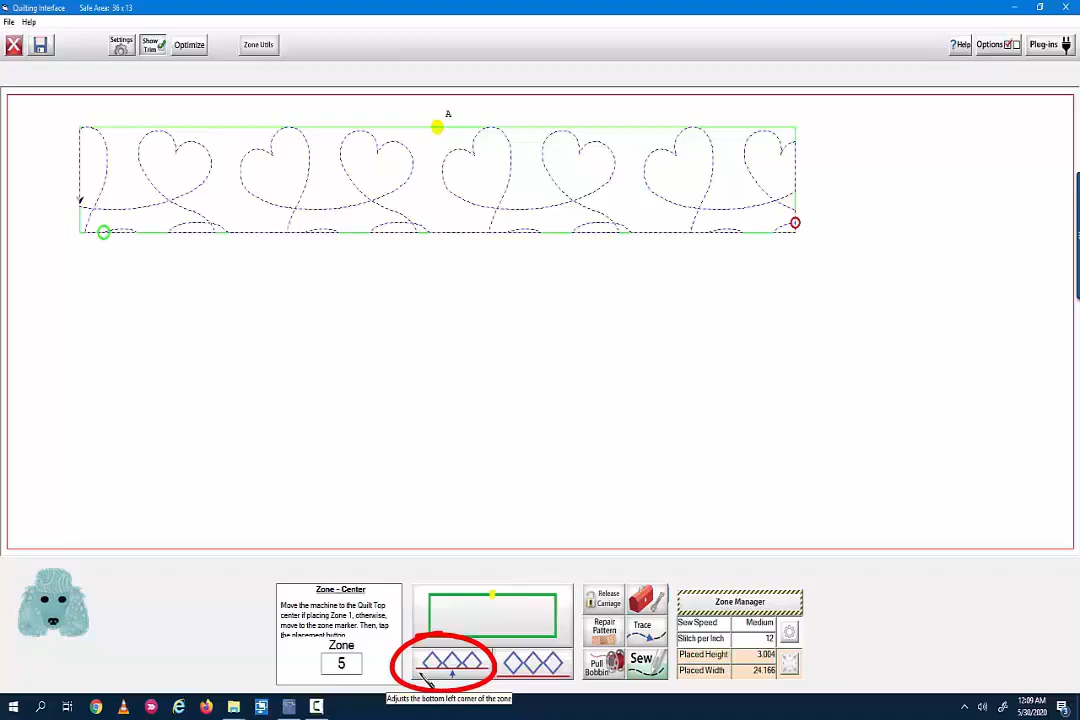 Quilting Interface Safe Area: 36 x 13
File Help
Settings Show Trim Optimize Zone Utils ?Help Options Plug-ins
A
Zone - Center
Move the machine to the Quilt Top
center if placing Zone 1, otherwise,
move to the zone marker. Then, tap
the placement button.
Zone
5
Release
Carriage
Repair
Pattern
Trace
Pull
Bobbin
Sew
Zone Manager
Sew Speed Medium
Stitch per Inch 12
Placed Height 3.004
Placed Width 24.166
Adjusts the bottom left corner of the zone
12:09 AM
5/30/2020
3